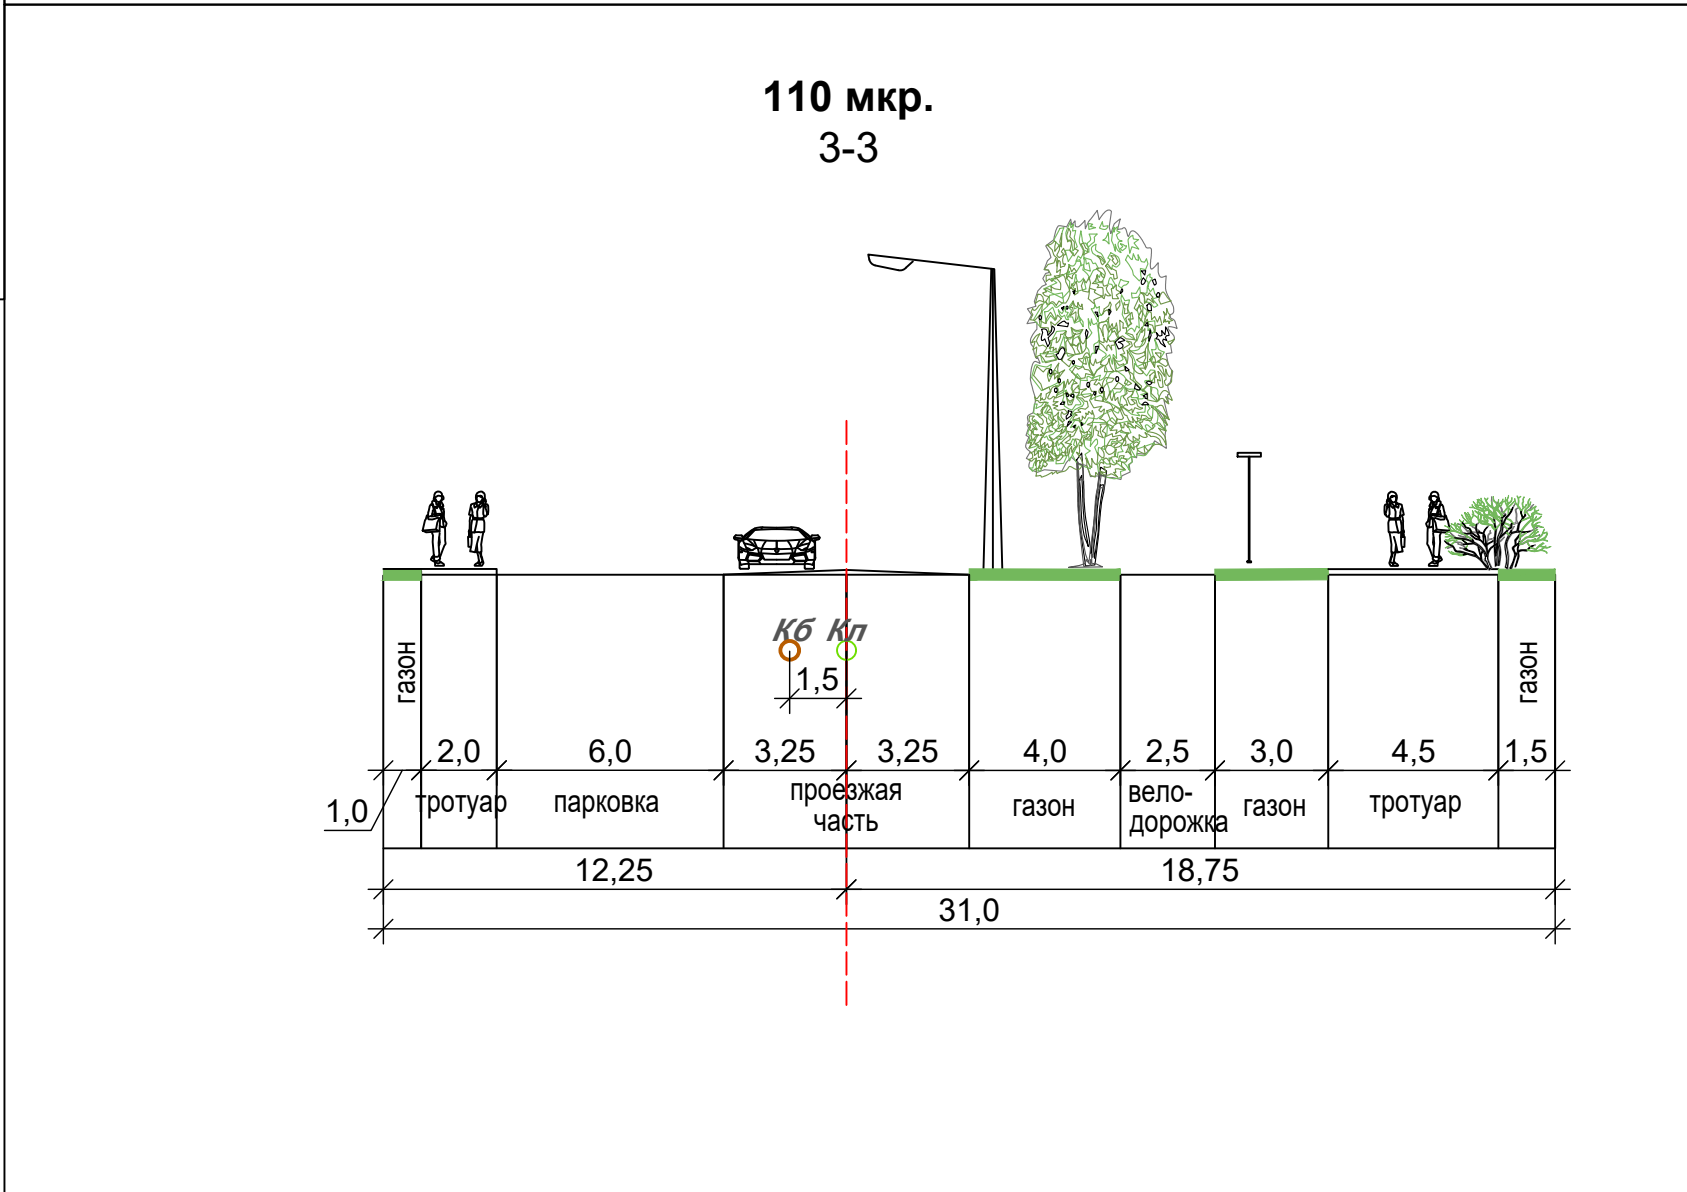 110 мкр.
3-3
Кб Кл
1,5
газон
газон
2,0 6,0 3,25 3,25 4,0 2,5 3,0 4,5 1,5
1,0
тротуар
парковка
проезжая
часть
газон
вело-
дорожка
газон
тротуар
12,25 18,75
31,0